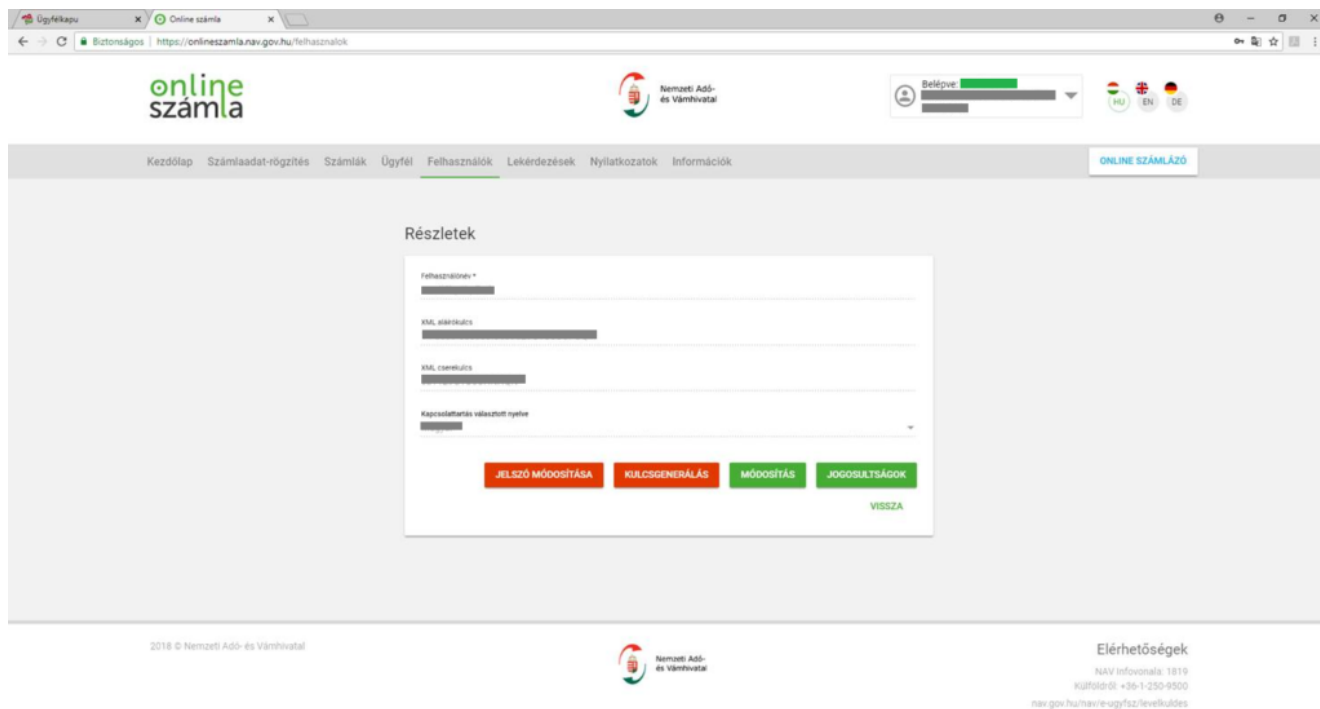 Ügyfélkapu
Online számla
Biztonságos | https://onlineszamla.nav.gov.hu/felhasznalok
online
számla
Nemzeti Adó-
és Vámhivatal
Belépve:
HU EN DE
Kezdőlap Számlaadat-rögzítés Számlák Ügyfél Felhasználók Lekérdezések Nyilatkozatok Információk
ONLINE SZÁMLÁZÓ
Részletek
Felhasználónév *
XML aláírókulcs
XML cserekulcs
Kapcsolattartás választott nyelve
JELSZÓ MÓDOSÍTÁSA KULCSGENERÁLÁS MÓDOSÍTÁS JOGOSULTSÁGOK
VISSZA
2018 © Nemzeti Adó- és Vámhivatal
Nemzeti Adó-
és Vámhivatal
Elérhetőségek
NAV Infovonala: 1819
Külföldről: +36-1-250-9500
nav.gov.hu/nav/e-ugyfsz/levelkuldes